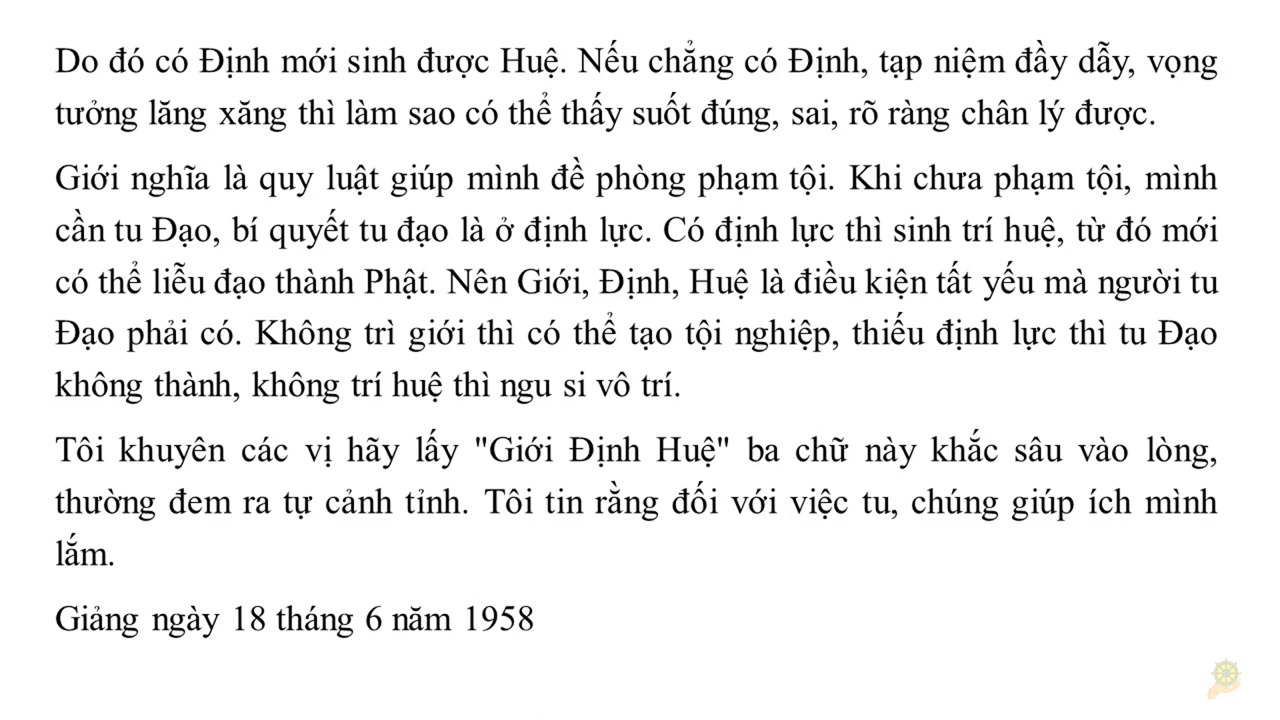 Do đó có Định mới sinh được Huệ. Nếu chẳng có Định, tạp niệm đầy dẫy, vọng
tưởng lăng xăng thì làm sao có thể thấy suốt đúng, sai, rõ ràng chân lý được.
Giới nghĩa là quy luật giúp mình đề phòng phạm tội. Khi chưa phạm tội, mình
cần tu Đạo, bí quyết tu đạo là ở định lực. Có định lực thì sinh trí huệ, từ đó mới
có thể liễu đạo thành Phật. Nên Giới, Định, Huệ là điều kiện tất yếu mà người tu
Đạo phải có. Không trì giới thì có thể tạo tội nghiệp, thiếu định lực thì tu Đạo
không thành, không trí huệ thì ngu si vô trí.
Tôi khuyên các vị hãy lấy "Giới Định Huệ" ba chữ này khắc sâu vào lòng,
thường đem ra tự cảnh tỉnh. Tôi tin rằng đối với việc tu, chúng giúp ích mình
lắm.
Giảng ngày 18 tháng 6 năm 1958